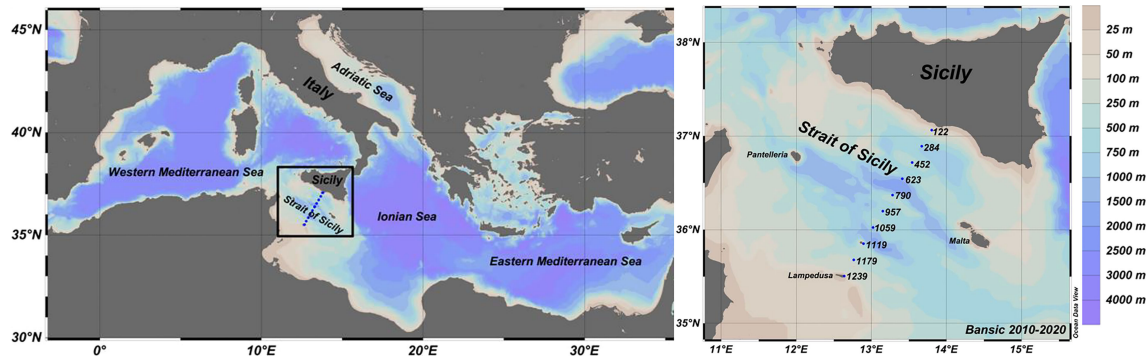 45°N
40°N
35°N
30°N
0°
10°E
20°E
30°E
Adriatic Sea
Italy
Western Mediterranean Sea
Sicily
Strait of Sicily
Ionian Sea
Eastern Mediterranean Sea
38°N
37°N
36°N
35°N
11°E
12°E
13°E
14°E
15°E
Sicily
Strait of Sicily
Pantelleria
Malta
Lampedusa
122
284
452
623
790
957
1059
1119
1179
1239
Bansic 2010-2020
Ocean Data View
25 m
50 m
100 m
250 m
500 m
750 m
1000 m
1500 m
2000 m
2500 m
3000 m
4000 m